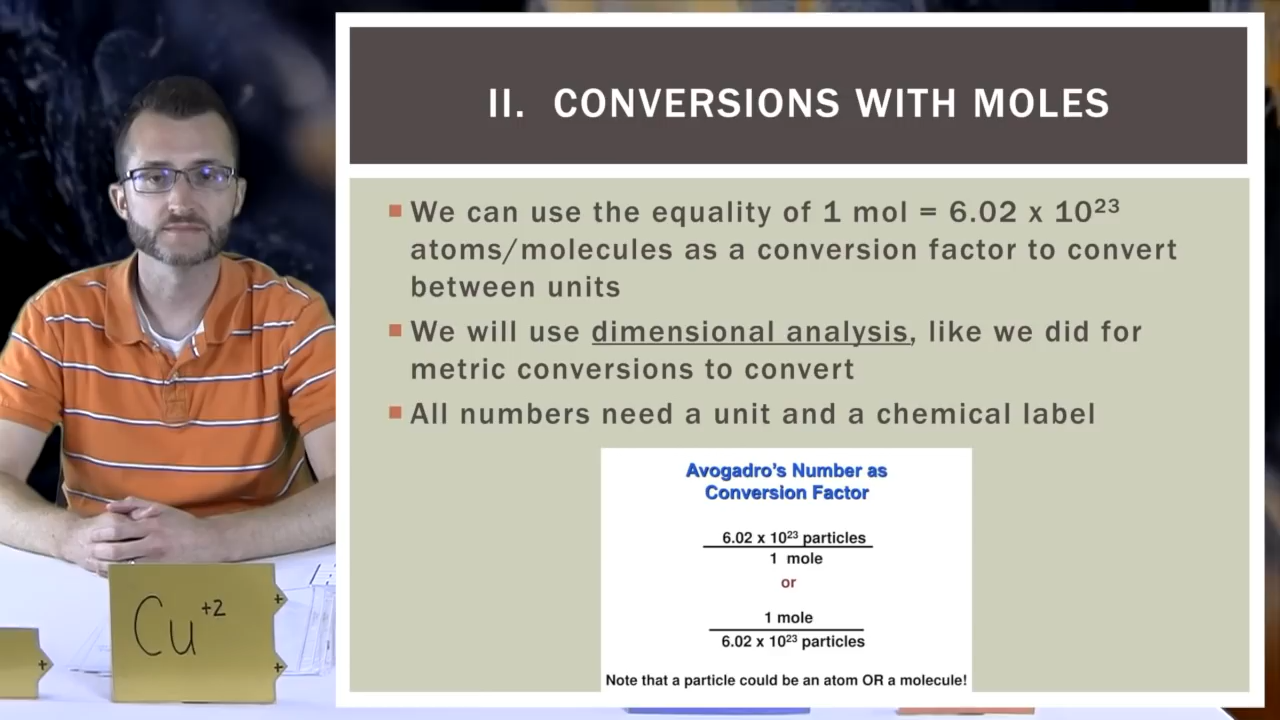 II. CONVERSIONS WITH MOLES
We can use the equality of 1 mol = 6.02 x 10²³
atoms/molecules as a conversion factor to convert
between units
We will use dimensional analysis, like we did for
metric conversions to convert
All numbers need a unit and a chemical label
Avogadro's Number as
Conversion Factor
6.02 x 10²³ particles
1 mole
or
1 mole
6.02 x 10²³ particles
Note that a particle could be an atom OR a molecule!
Cu⁺²
+
+
+